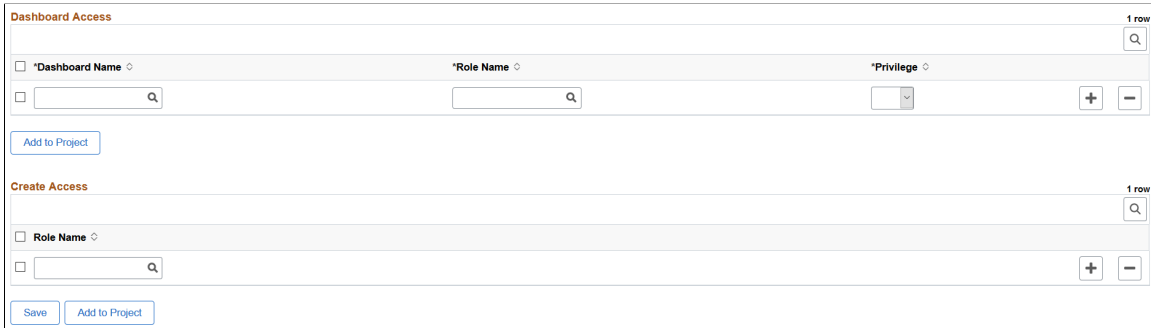 Dashboard Access
1 row
*Dashboard Name *Role Name *Privilege
Add to Project
Create Access
1 row
Role Name
Save Add to Project